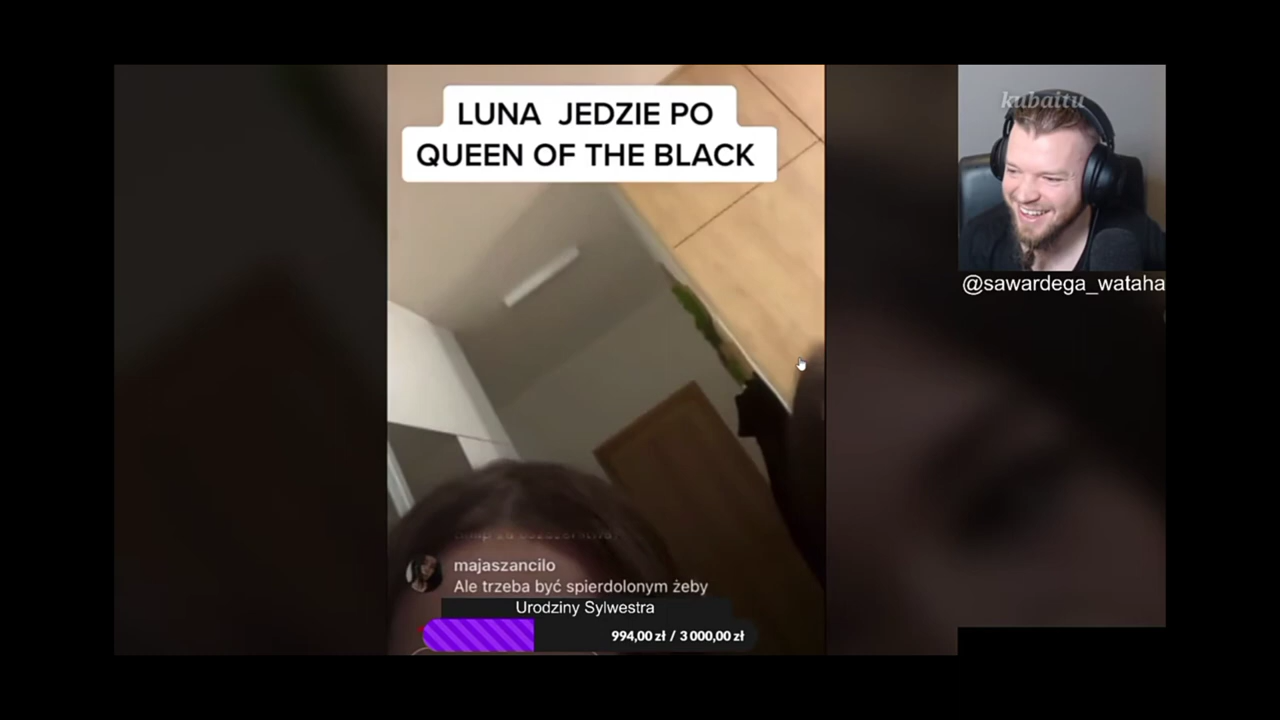 LUNA JEDZIE PO
QUEEN OF THE BLACK
kubaitu
@sawardega_wataha
majaszancilo
Ale trzeba być spierdolonym żeby
Urodziny Sylwestra
994,00 zł / 3 000,00 zł